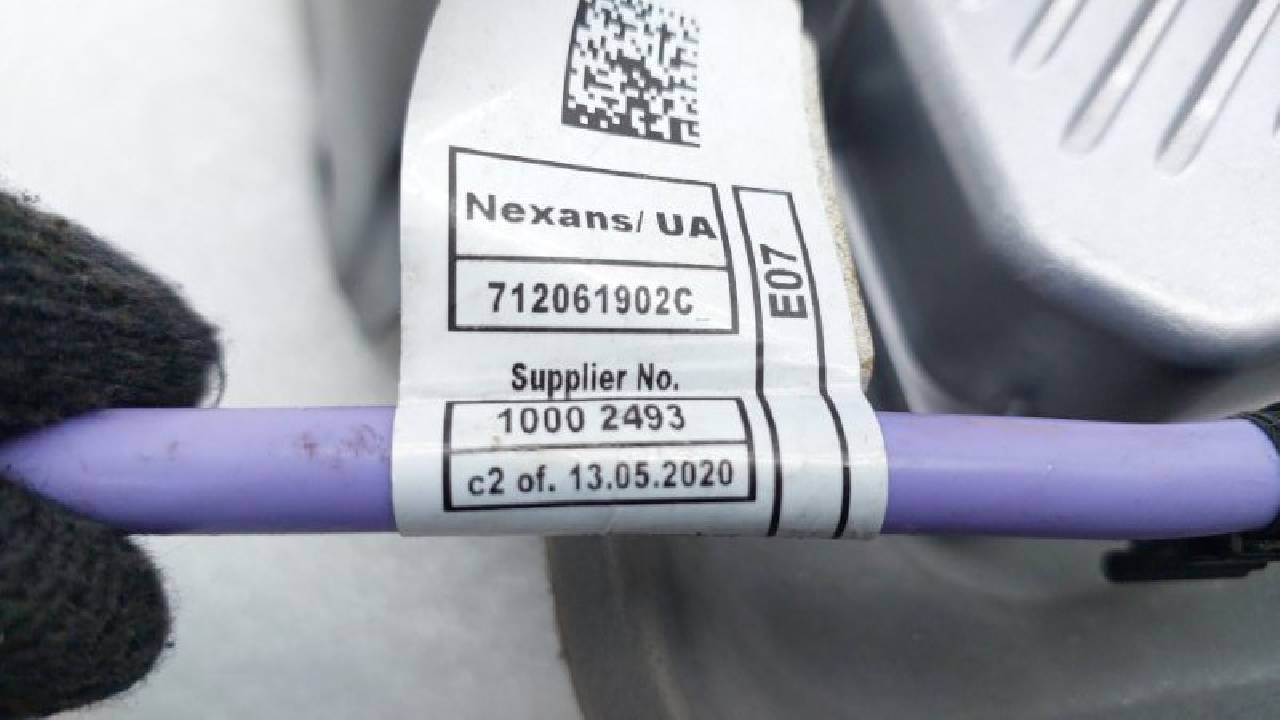 Nexans/ UA
712061902C
E07
Supplier No.
1000 2493
c2 of. 13.05.2020